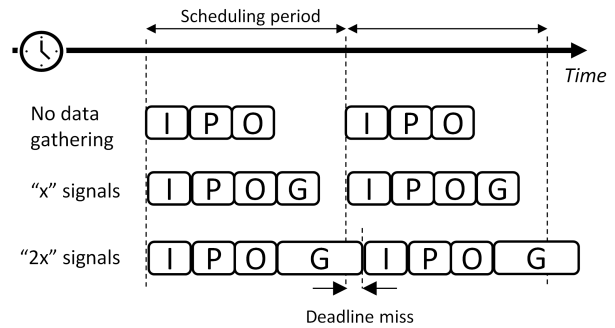 Scheduling period
Time
No data
gathering
I P O I P O
“x” signals
I P O G I P O G
“2x” signals
I P O G I P O G
Deadline miss